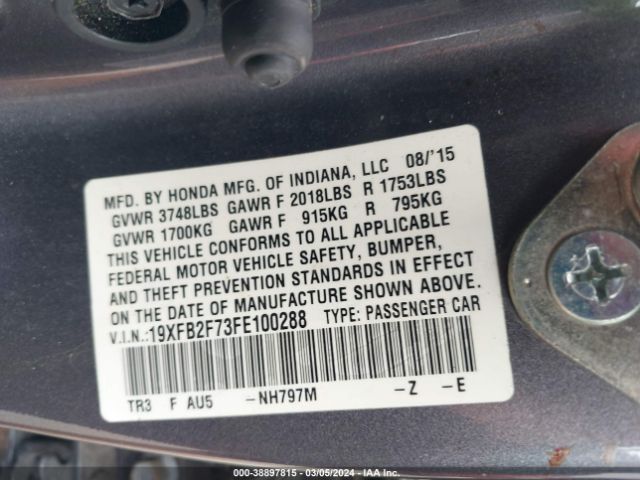 MFD. BY HONDA MFG. OF INDIANA, LLC 08/'15
GVWR 3748LBS GAWR F 2018LBS R 1753LBS
GVWR 1700KG GAWR F 915KG R 795KG
THIS VEHICLE CONFORMS TO ALL APPLICABLE
FEDERAL MOTOR VEHICLE SAFETY, BUMPER,
AND THEFT PREVENTION STANDARDS IN EFFECT
ON THE DATE OF MANUFACTURE SHOWN ABOVE.
V.I.N.:19XFB2F73FE100288 TYPE: PASSENGER CAR
TR3 F AU5 -NH797M -Z -E
000-38897815 - 03/05/2024 - IAA Inc.